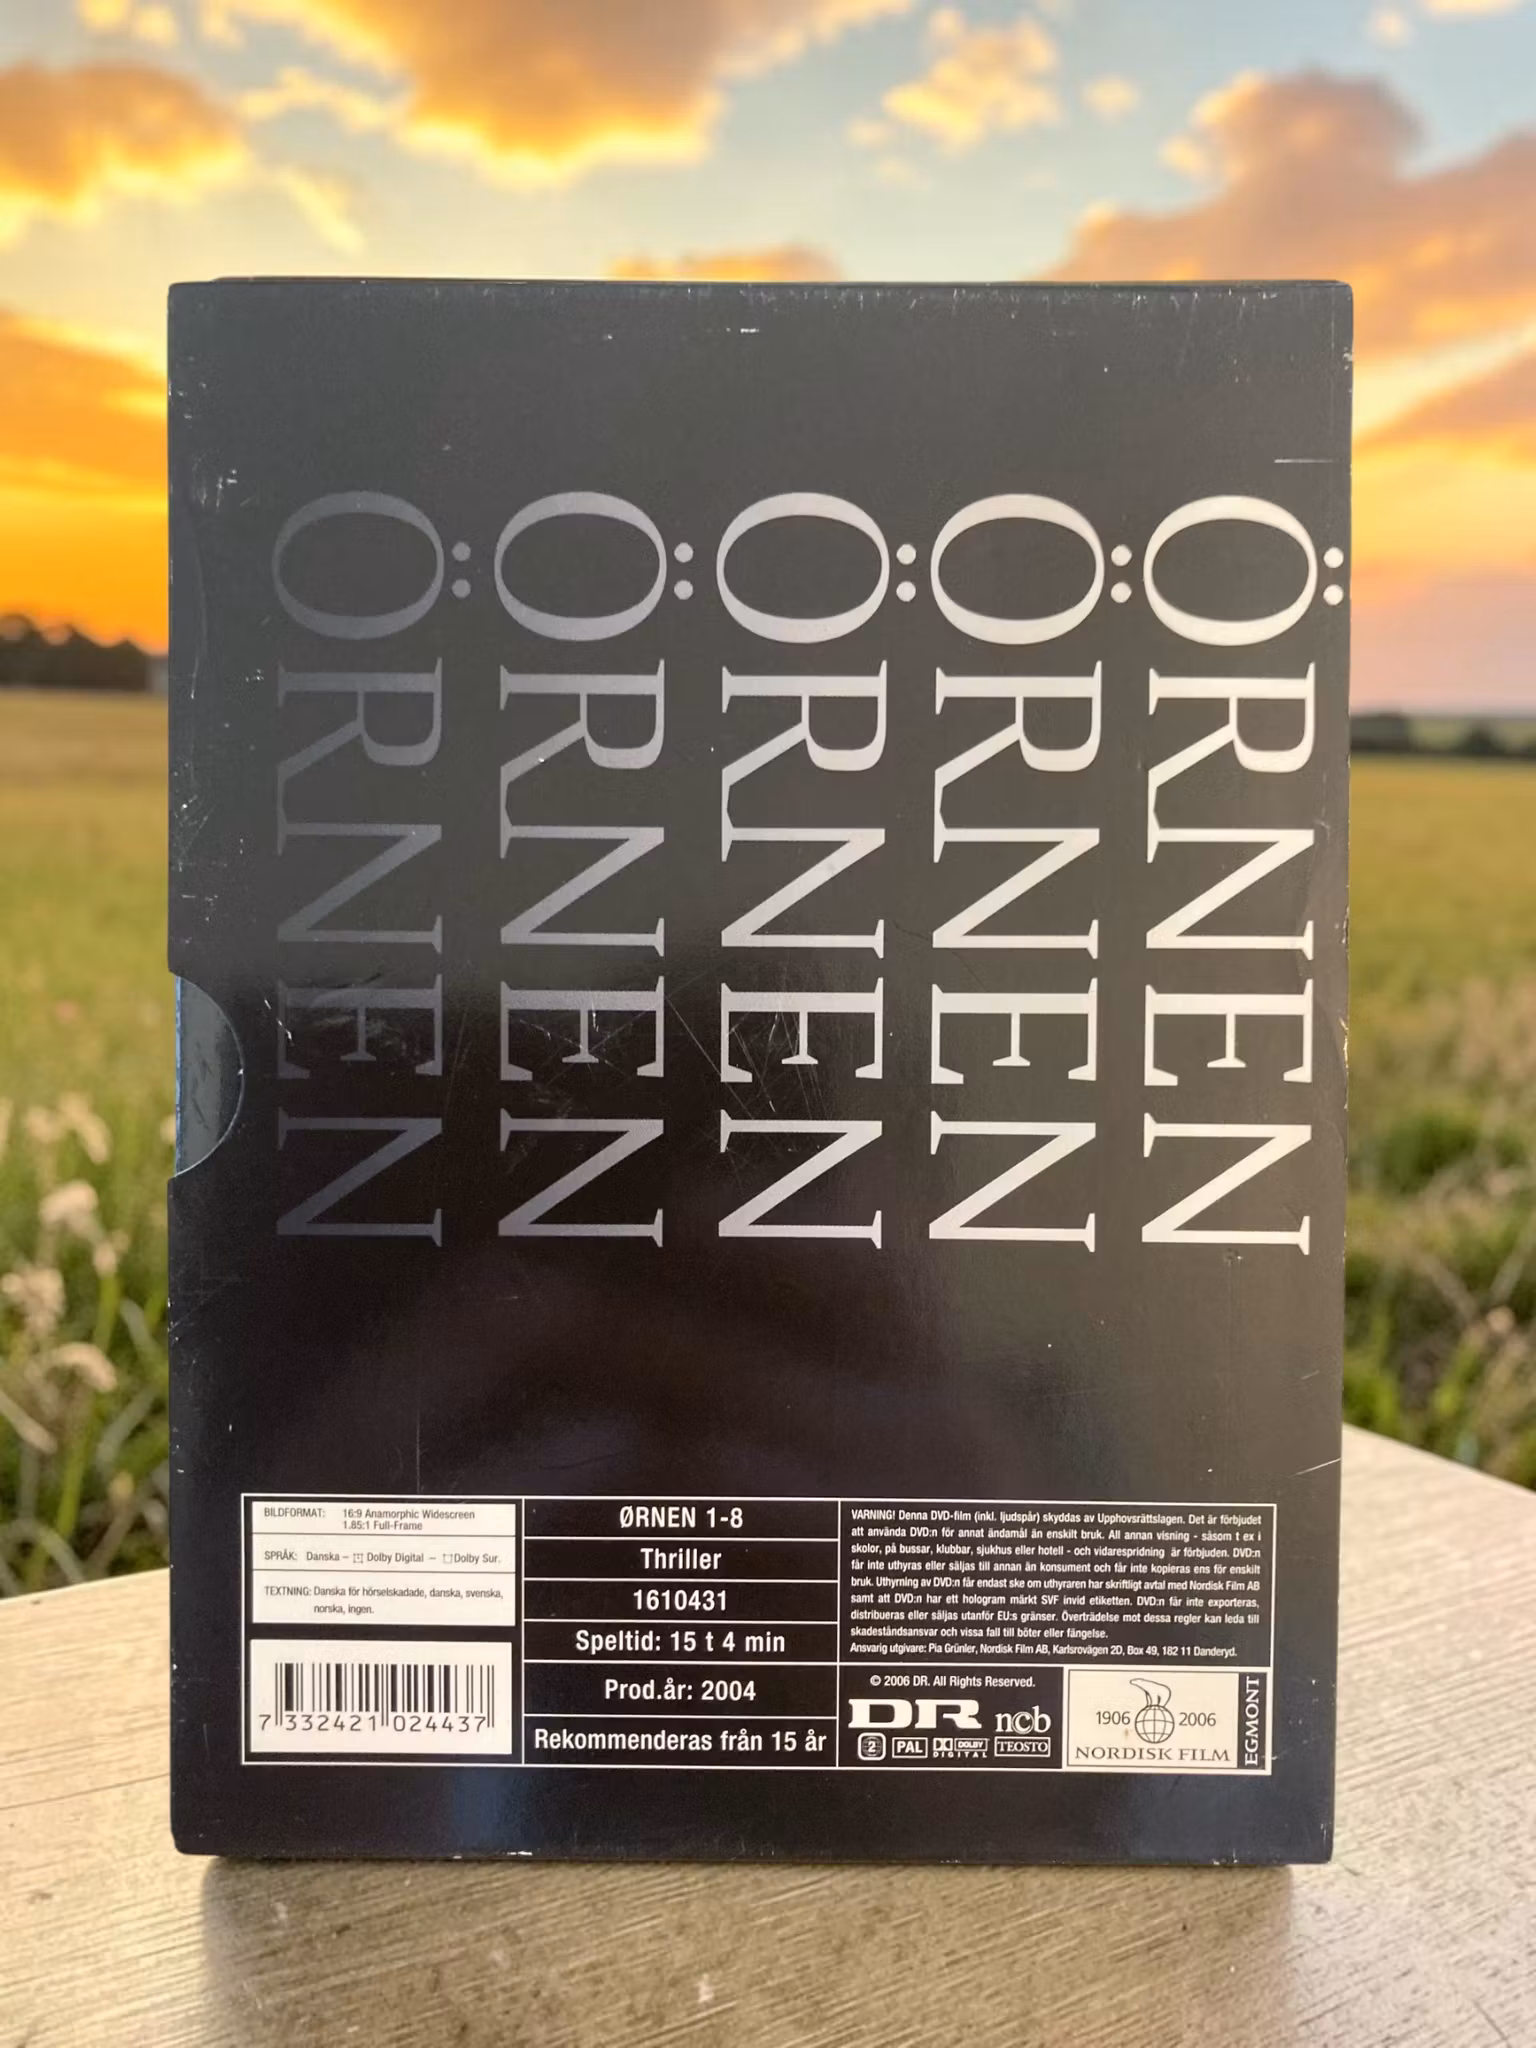 ÖRNEN
ÖRNEN
ÖRNEN
ÖRNEN
ÖRNEN
BILDFORMAT: 16:9 Anamorphic Widescreen
1.85:1 Full-Frame
SPRÅK: Danska – Dolby Digital – Dolby Sur.
TEXTNING: Danska för hörselskadade, danska, svenska,
norska, ingen.
7 332421 024437
ØRNEN 1-8
Thriller
1610431
Speltid: 15 t 4 min
Prod.år: 2004
Rekommenderas från 15 år
VARNING! Denna DVD-film (inkl. ljudspår) skyddas av Upphovsrättslagen. Det är förbjudet
att använda DVD:n för annat ändamål än enskilt bruk. All annan visning - såsom t ex i
skolor, på bussar, klubbar, sjukhus eller hotell - och vidarespridning är förbjuden. DVD:n
får inte uthyras eller säljas till annan än konsument och får inte kopieras ens för enskilt
bruk. Uthyrning av DVD:n får endast ske om uthyraren har skriftligt avtal med Nordisk Film AB
samt att DVD:n har ett hologram märkt SVF invid etiketten. DVD:n får inte exporteras,
distribueras eller säljas utanför EU:s gränser. Överträdelse mot dessa regler kan leda till
skadeståndsansvar och vissa fall till böter eller fängelse.
Ansvarig utgivare: Pia Grünler, Nordisk Film AB, Karlsrovägen 2D, Box 49, 182 11 Danderyd.
© 2006 DR. All Rights Reserved.
DR ncb
2 PAL DOLBY DIGITAL TEOSTO
1906 2006
NORDISK FILM
EGMONT